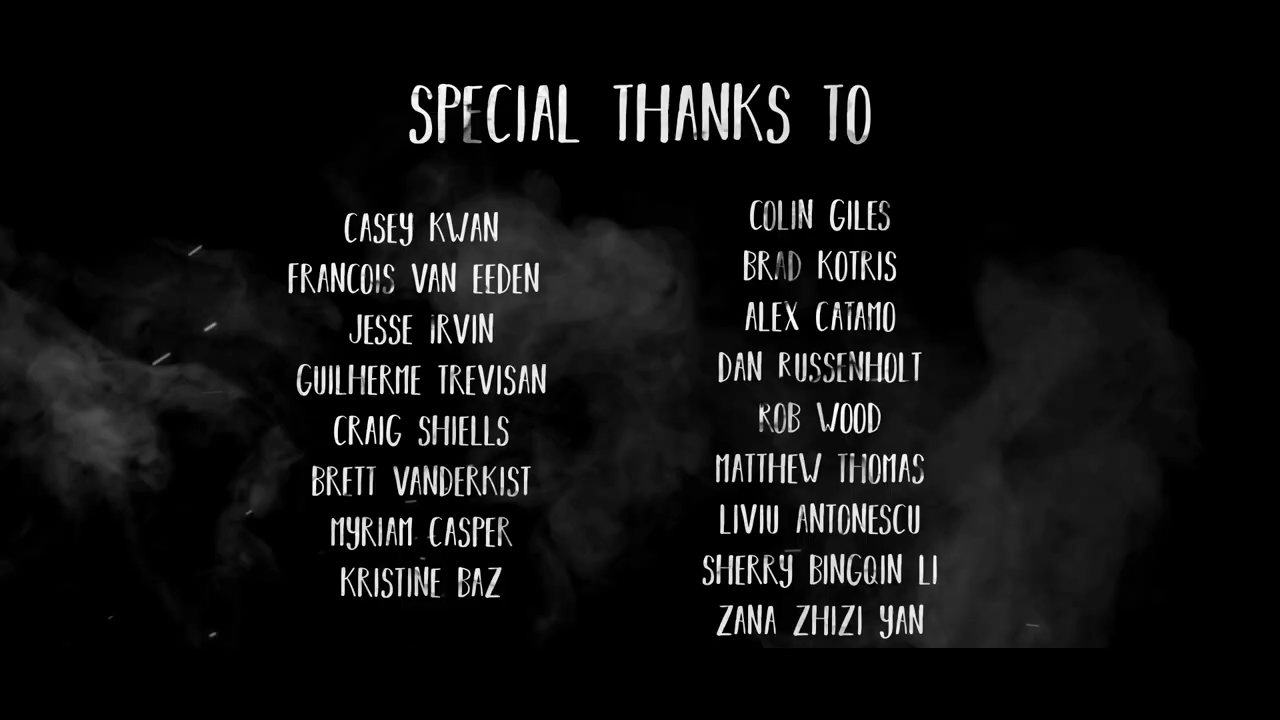 SPECIAL THANKS TO
CASEY KWAN
FRANCOIS VAN EEDEN
JESSE IRVIN
GUILHERME TREVISAN
CRAIG SHIELLS
BRETT VANDERKIST
MYRIAM CASPER
KRISTINE BAZ
COLIN GILES
BRAD KOTRIS
ALEX CATAMO
DAN RUSSENHOLT
ROB WOOD
MATTHEW THOMAS
LIVIU ANTONESCU
SHERRY BINGQIN LI
ZANA ZHIZI YAN